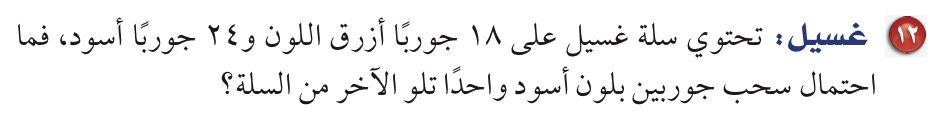 ١٢ غسيل: تحتوي سلة غسيل على ١٨ جوربًا أزرق اللون و٢٤ جوربًا أسود، فما
احتمال سحب جوربين بلون أسود واحدًا تلو الآخر من السلة؟